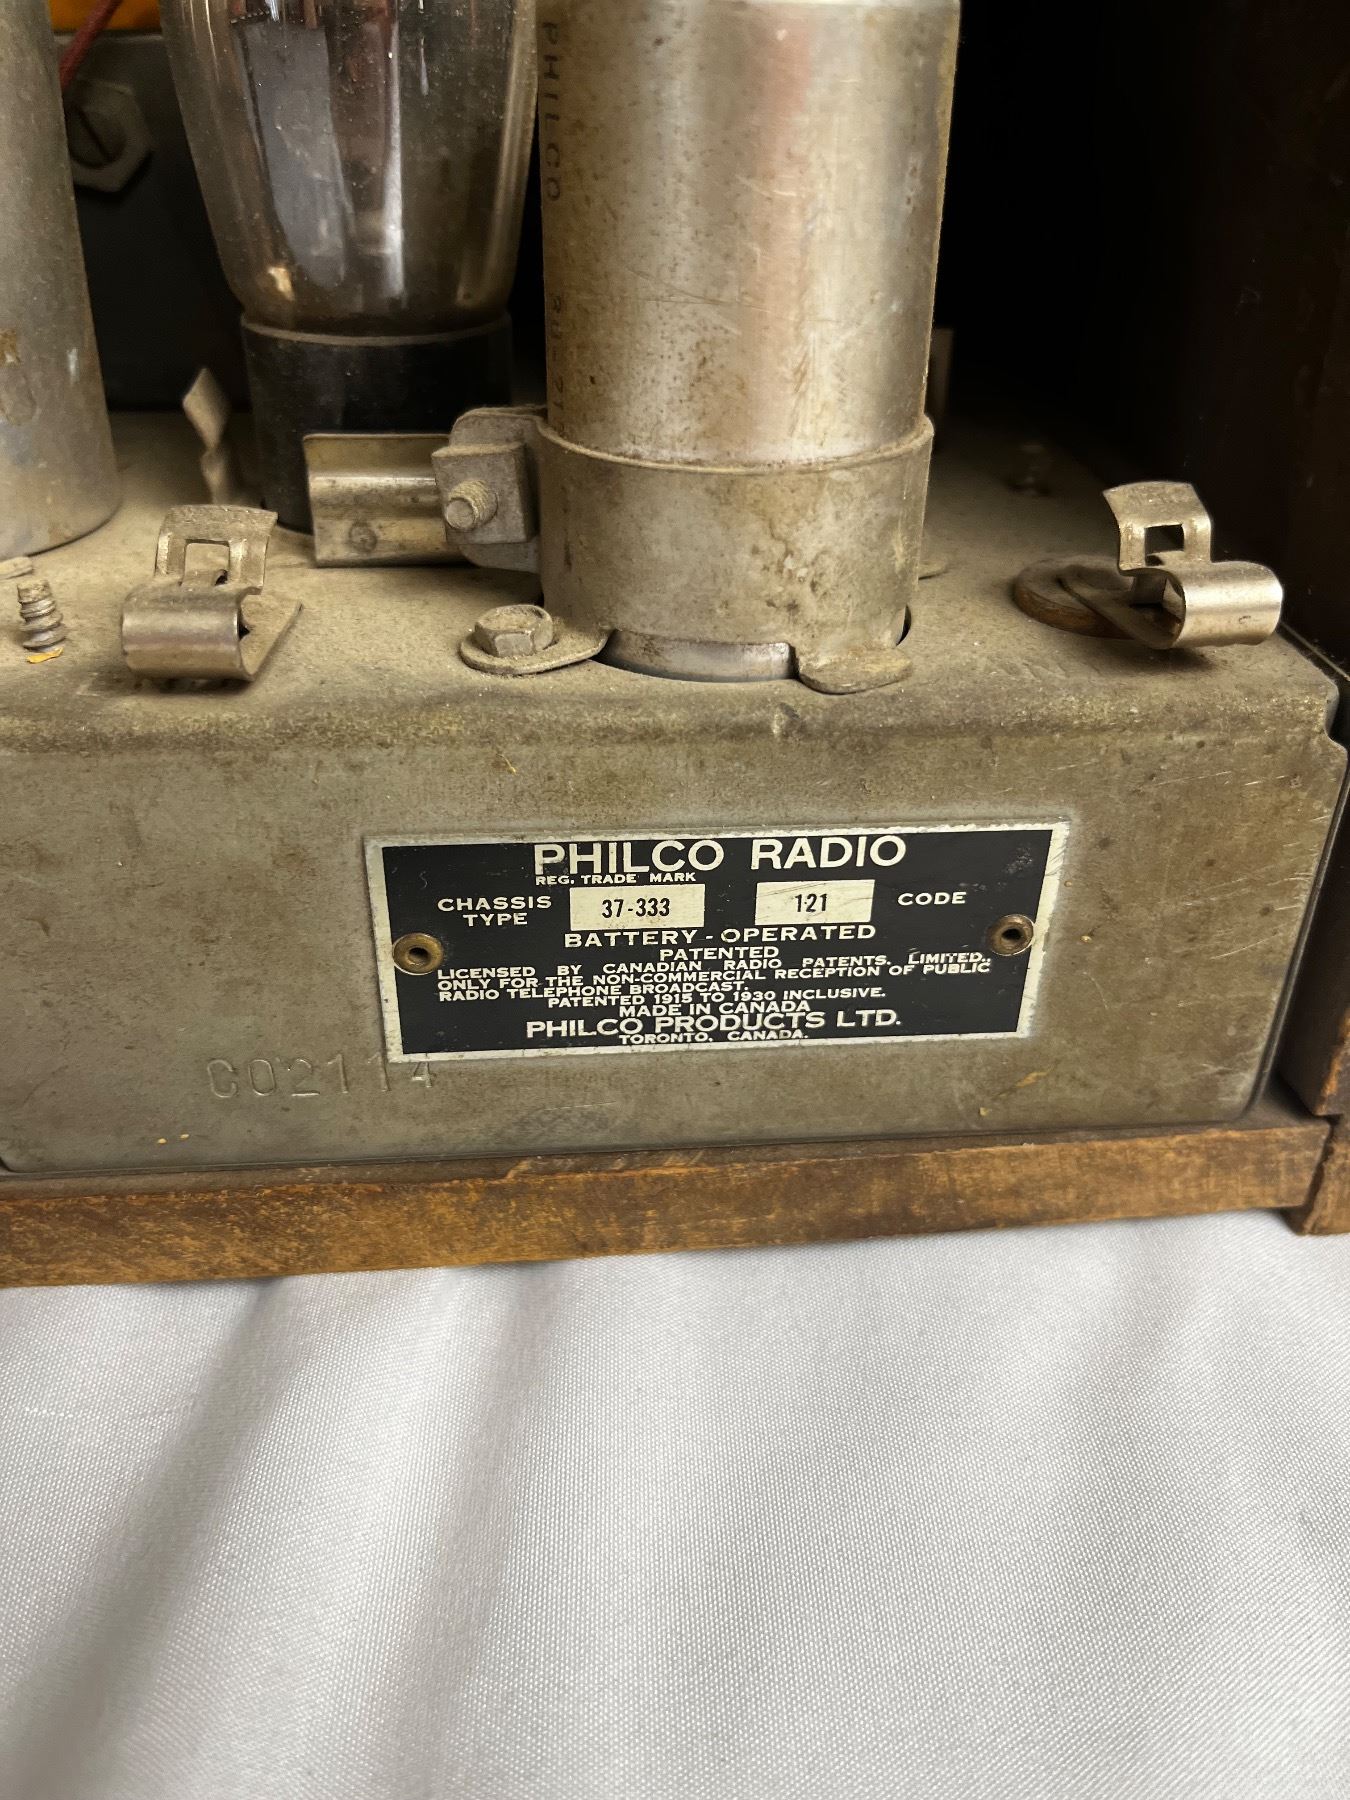 PHILCO
PHILCO RADIO
REG. TRADE MARK
CHASSIS TYPE 37-333 121 CODE
BATTERY - OPERATED
PATENTED
LICENSED BY CANADIAN RADIO PATENTS. LIMITED.,
ONLY FOR THE NON-COMMERCIAL RECEPTION OF PUBLIC
RADIO TELEPHONE BROADCAST.
PATENTED 1915 TO 1930 INCLUSIVE.
MADE IN CANADA
PHILCO PRODUCTS LTD.
TORONTO, CANADA.
C02114